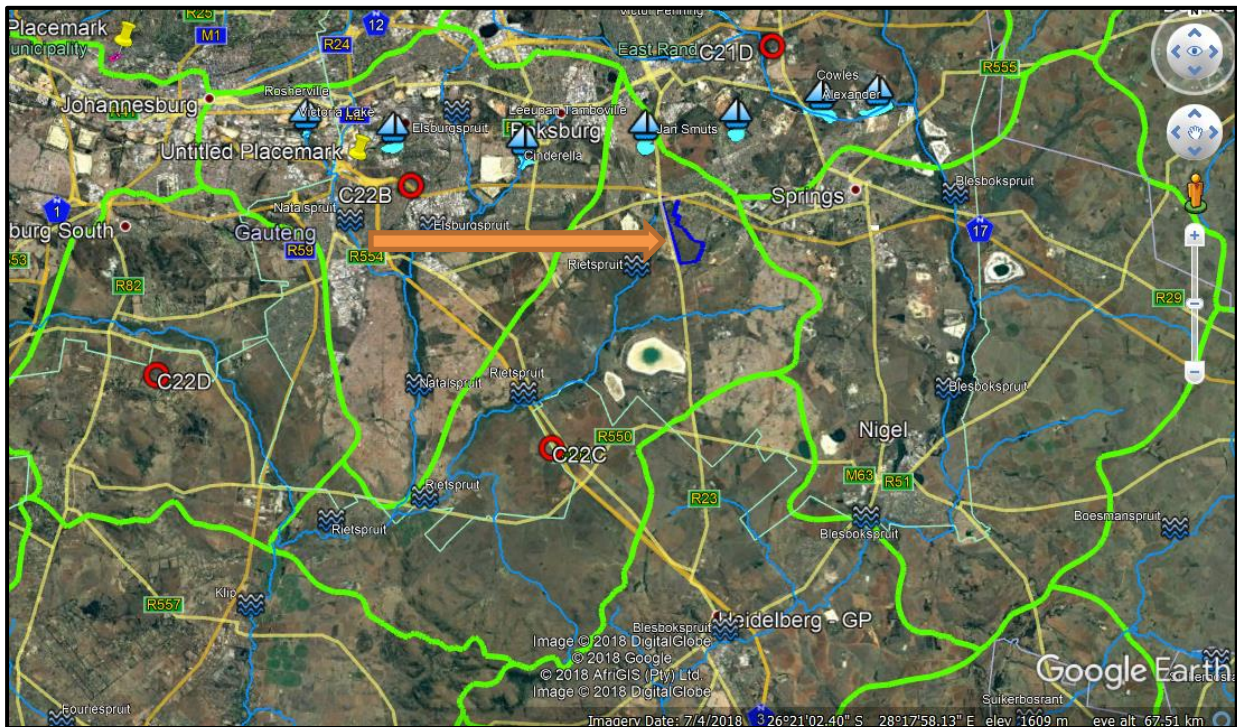 R25
12
Placemark
unicipality
M1
R24
East Rand
C21D
R555
Cowles
Alexander
Johannesburg
Rosherville
Victoria Lake
Elsburgspruit
Leeupan Tamboville
Jan Smuts
Untitled Placemark
Cinderella
C22B
Springs
Blesbokspruit
1
Natalspruit
Elsburgspruit
17
burg South
Gauteng
R59
R554
Rietspruit
R82
R29
C22D
Natalspruit
Rietspruit
Blesbokspruit
C22C
R550
Nigel
M63
R51
Rietspruit
R23
Rietspruit
Blesbokspruit
Boesmanspruit
R557
Klip
Blesbokspruit
Heidelberg - GP
Image © 2018 DigitalGlobe
© 2018 Google
© 2018 AfriGIS (Pty) Ltd.
Image © 2018 DigitalGlobe
Google Earth
Suikerbosrant
Fouriespruit
3
Imagery Date: 7/4/2018 26°21'02.40" S 28°17'58.13" E elev 1609 m eye alt 67.51 km